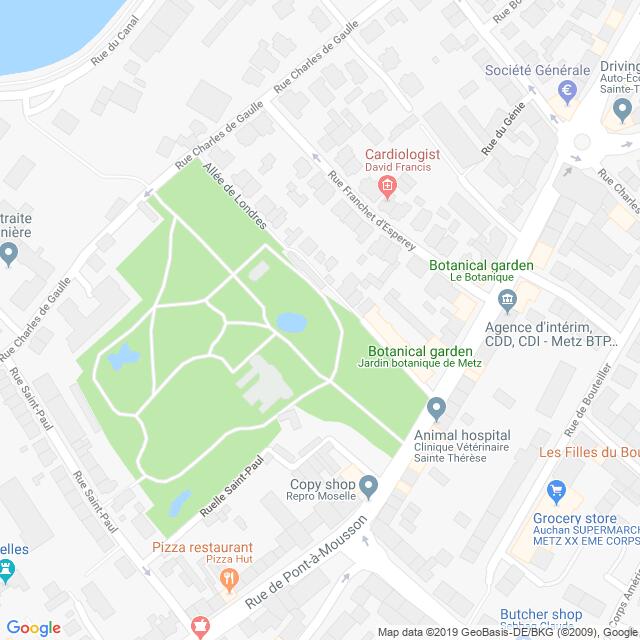 Rue du Canal
Rue Charles de Gaulle
Société Générale
Driving
Auto-Éco
Sainte-T
Rue du Génie
Rue Charles de Gaulle
Cardiologist
David Francis
Rue Charles
Allée de Londres
Rue Franchet d'Esperey
traite
nière
Botanical garden
Le Botanique
Rue Charles de Gaulle
Agence d'intérim,
CDD, CDI - Metz BTP...
Botanical garden
Jardin botanique de Metz
Rue de Bouteiller
Rue Saint-Paul
Animal hospital
Clinique Vétérinaire
Sainte Thérèse
Les Filles du Bou
Ruelle Saint-Paul
Copy shop
Repro Moselle
Rue Saint-Paul
Grocery store
Auchan SUPERMARCH
METZ XX EME CORPS
elles
Pizza restaurant
Pizza Hut
Rue de Pont-à-Mousson
Corps Améri
Butcher shop
Google
Map data ©2019 GeoBasis-DE/BKG (©2009), Google